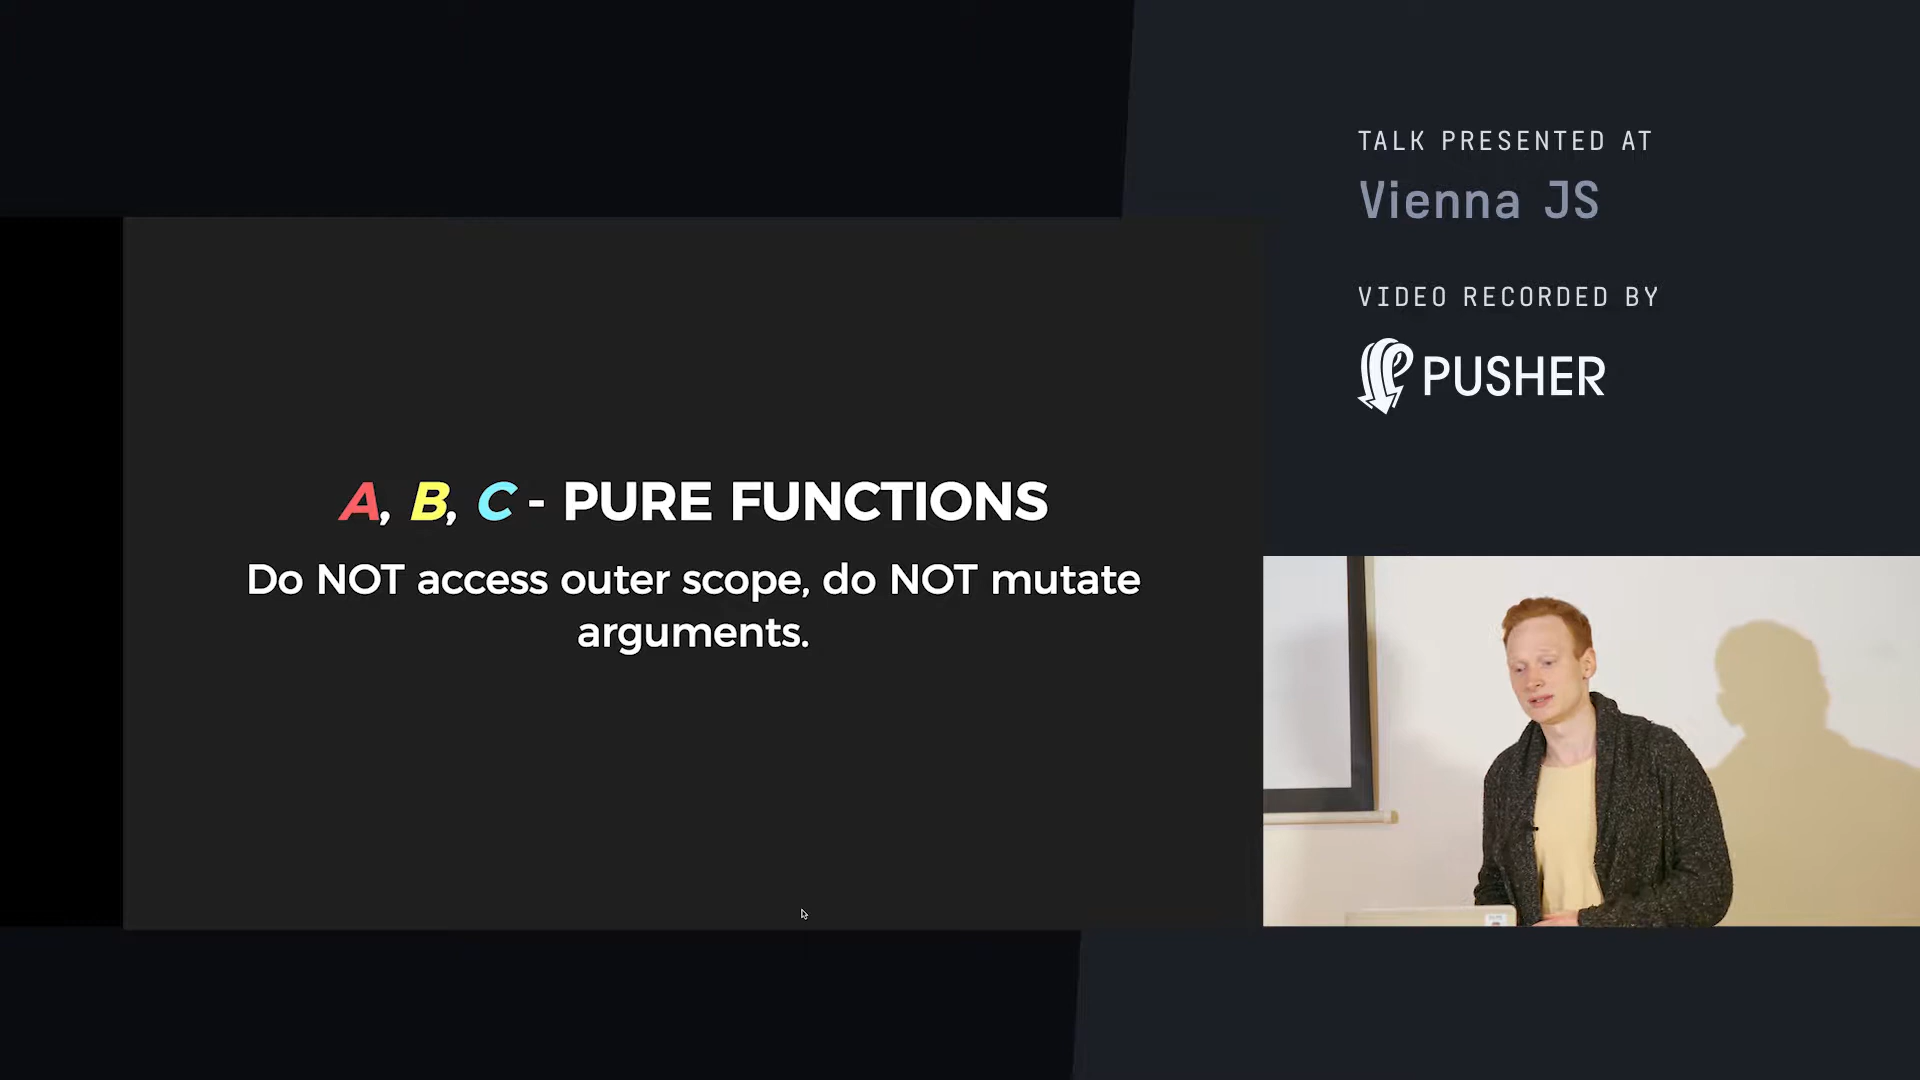 A, B, C - PURE FUNCTIONS
Do NOT access outer scope, do NOT mutate
arguments.
TALK PRESENTED AT
Vienna JS
VIDEO RECORDED BY
PUSHER